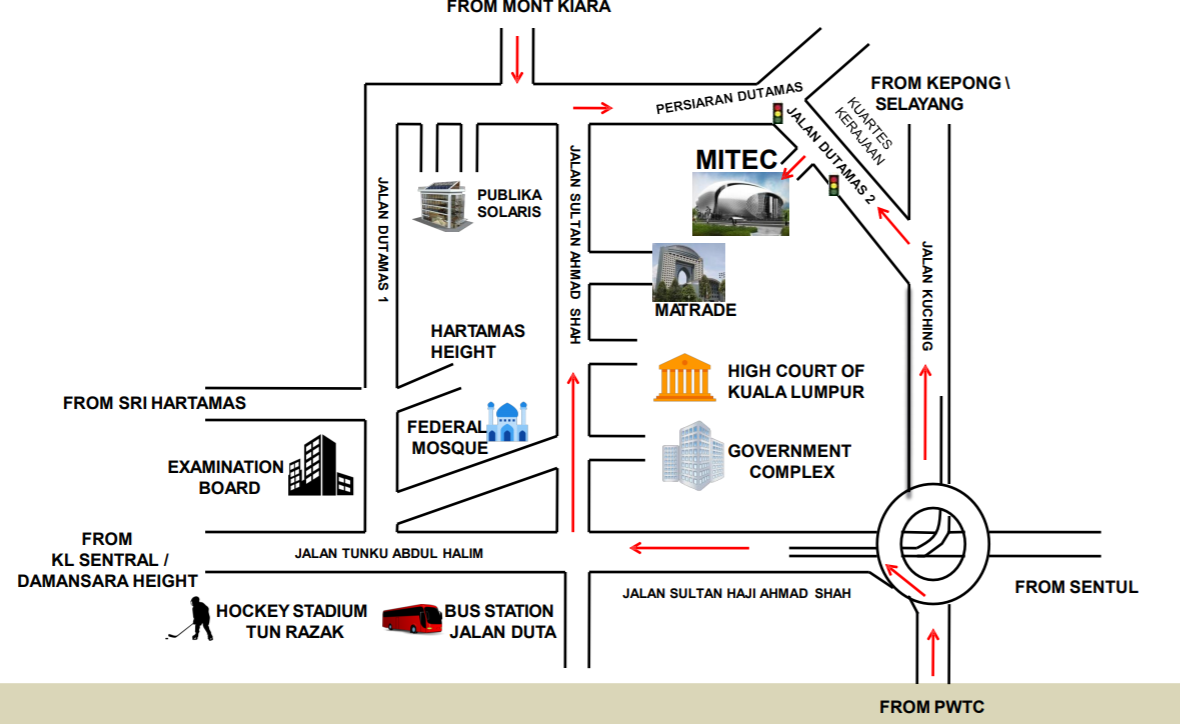 FROM MONT KIARA
FROM KEPONG \
SELAYANG
PERSIARAN DUTAMAS
KUARTES
KERAJAAN
JALAN DUTAMAS 2
MITEC
PUBLIKA
SOLARIS
JALAN DUTAMAS 1
JALAN SULTAN AHMAD SHAH
JALAN KUCHING
MATRADE
HARTAMAS
HEIGHT
HIGH COURT OF
KUALA LUMPUR
FROM SRI HARTAMAS
FEDERAL
MOSQUE
GOVERNMENT
COMPLEX
EXAMINATION
BOARD
FROM
KL SENTRAL /
DAMANSARA HEIGHT
JALAN TUNKU ABDUL HALIM
JALAN SULTAN HAJI AHMAD SHAH
FROM SENTUL
HOCKEY STADIUM
TUN RAZAK
BUS STATION
JALAN DUTA
FROM PWTC